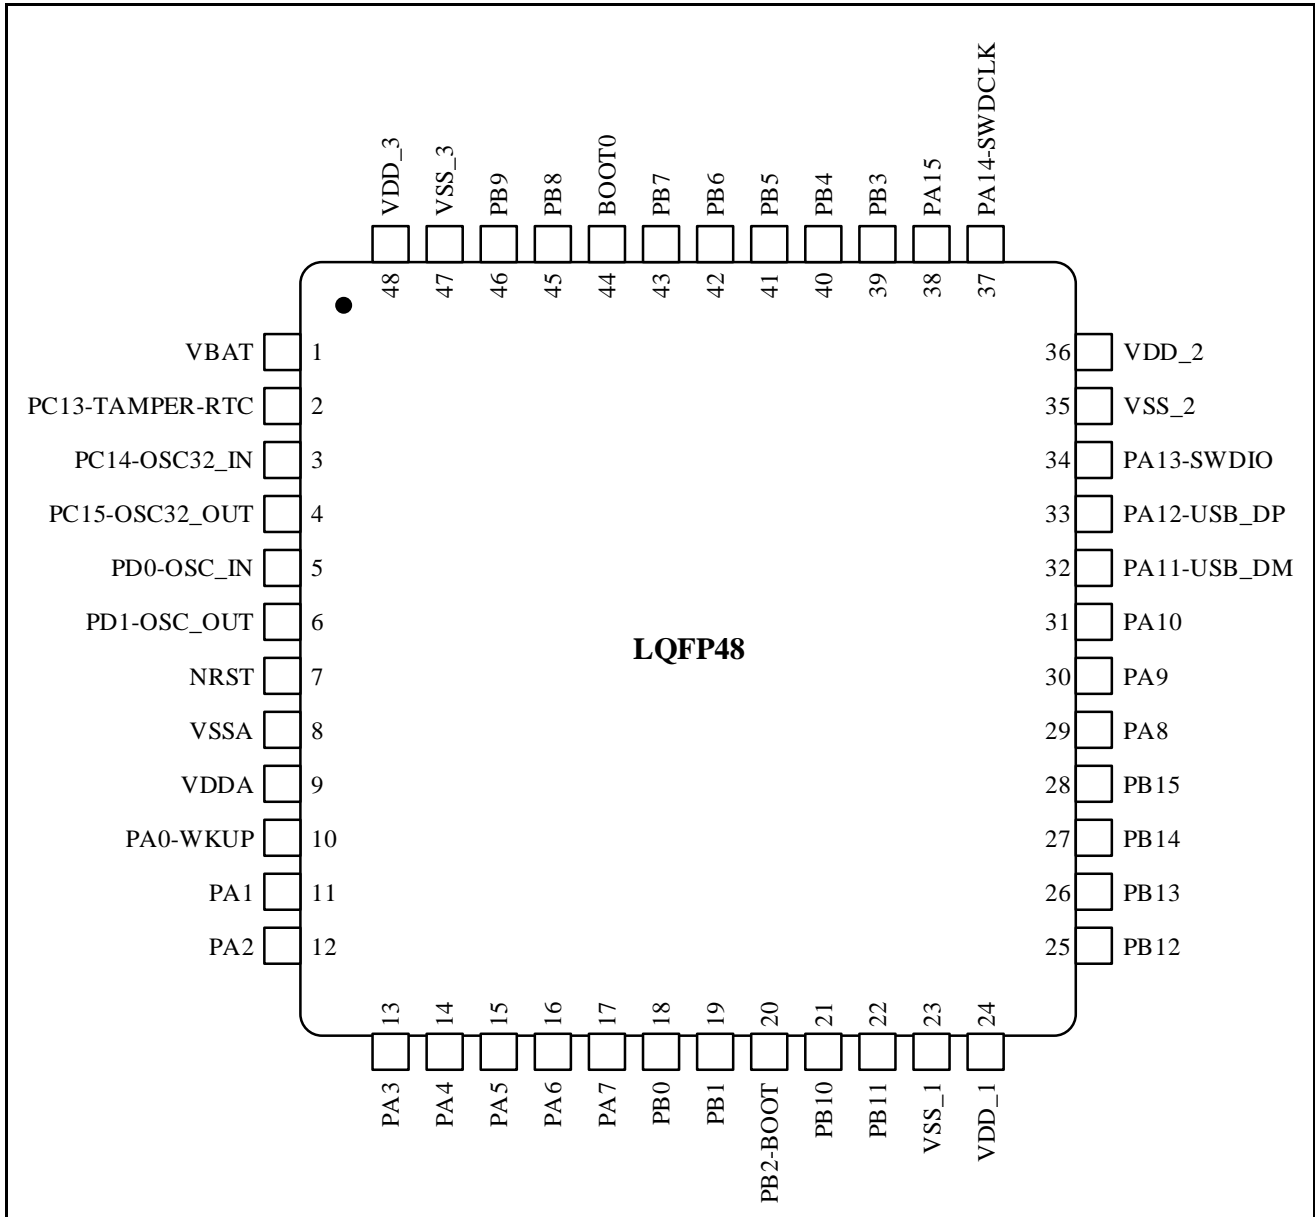 VDD_3
VSS_3
PB9
PB8
BOOT0
PB7
PB6
PB5
PB4
PB3
PA15
PA14-SWDCLK
48 47 46 45 44 43 42 41 40 39 38 37
VBAT 1 36 VDD_2
PC13-TAMPER-RTC 2 35 VSS_2
PC14-OSC32_IN 3 34 PA13-SWDIO
PC15-OSC32_OUT 4 33 PA12-USB_DP
PD0-OSC_IN 5 32 PA11-USB_DM
PD1-OSC_OUT 6 31 PA10
LQFP48
NRST 7 30 PA9
VSSA 8 29 PA8
VDDA 9 28 PB15
PA0-WKUP 10 27 PB14
PA1 11 26 PB13
PA2 12 25 PB12
13 14 15 16 17 18 19 20 21 22 23 24
PA3
PA4
PA5
PA6
PA7
PB0
PB1
PB2-BOOT
PB10
PB11
VSS_1
VDD_1